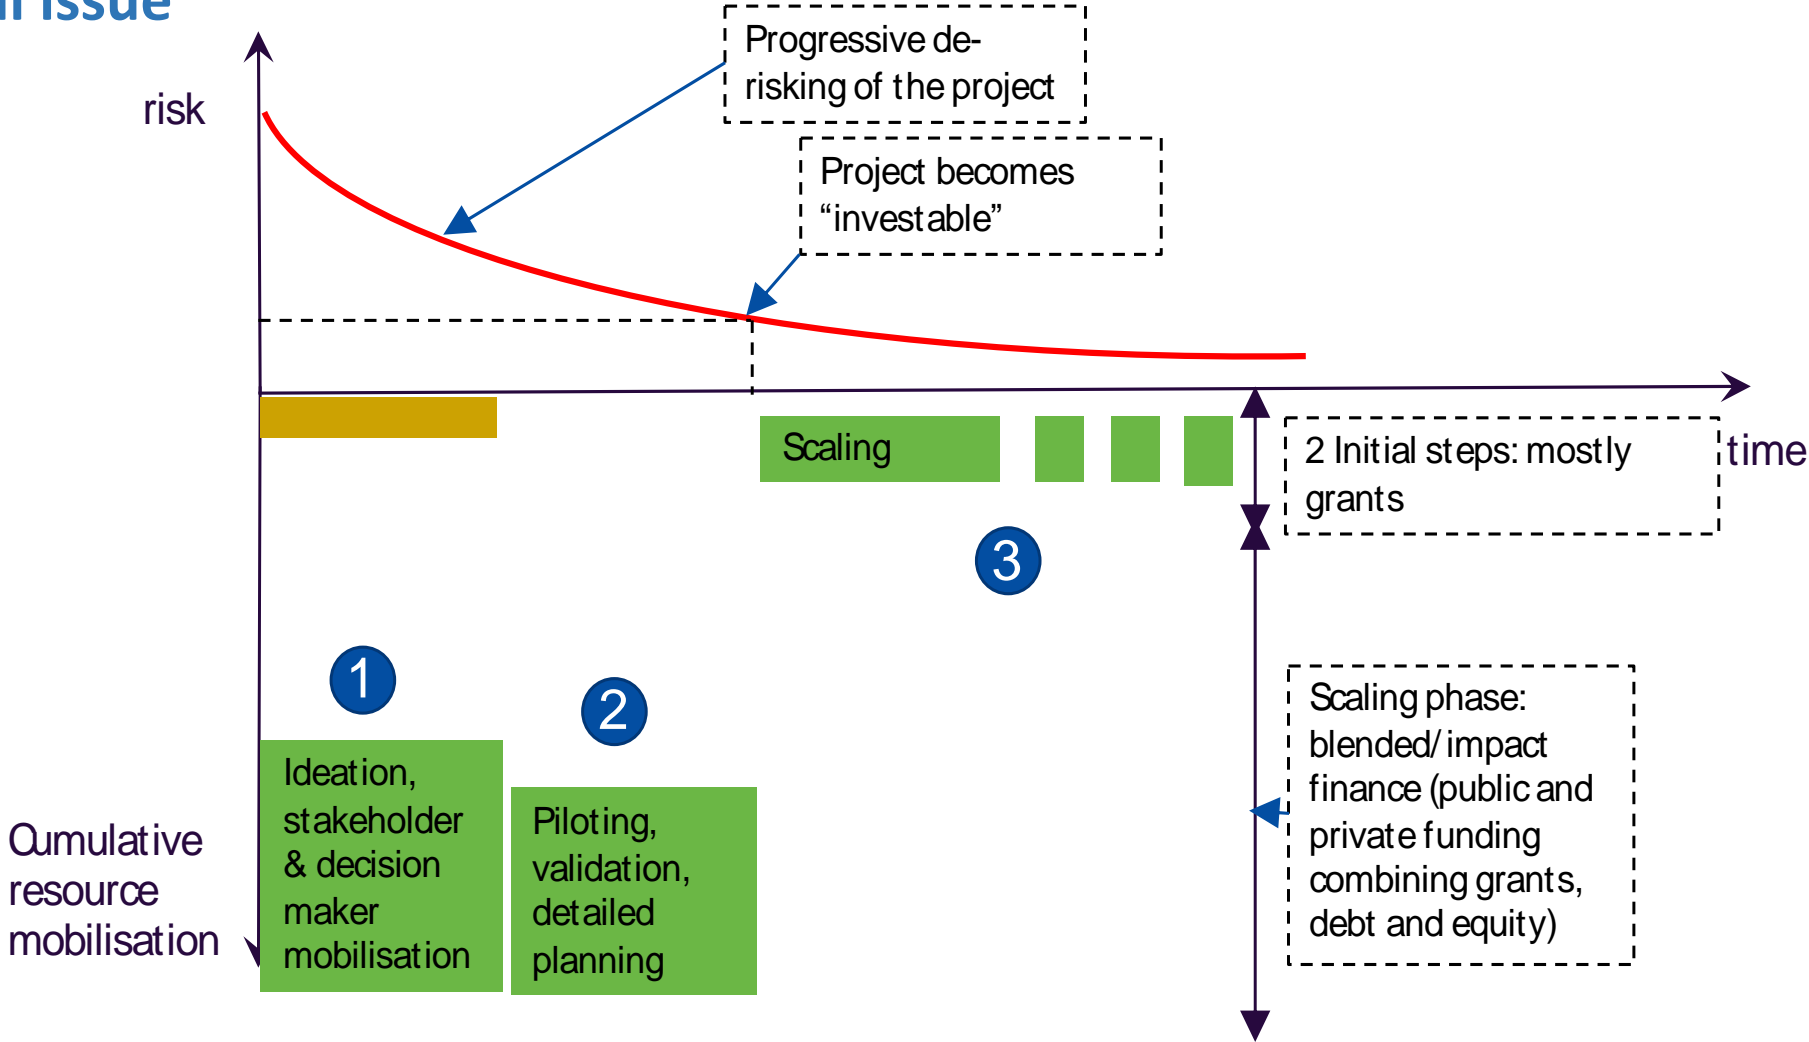 issue
risk
Progressive de-
risking of the project
Project becomes
“investable”
Scaling
2 Initial steps: mostly
grants
time
3
1
2
Ideation,
stakeholder
& decision
maker
mobilisation
Piloting,
validation,
detailed
planning
Cumulative
resource
mobilisation
Scaling phase:
blended/impact
finance (public and
private funding
combining grants,
debt and equity)